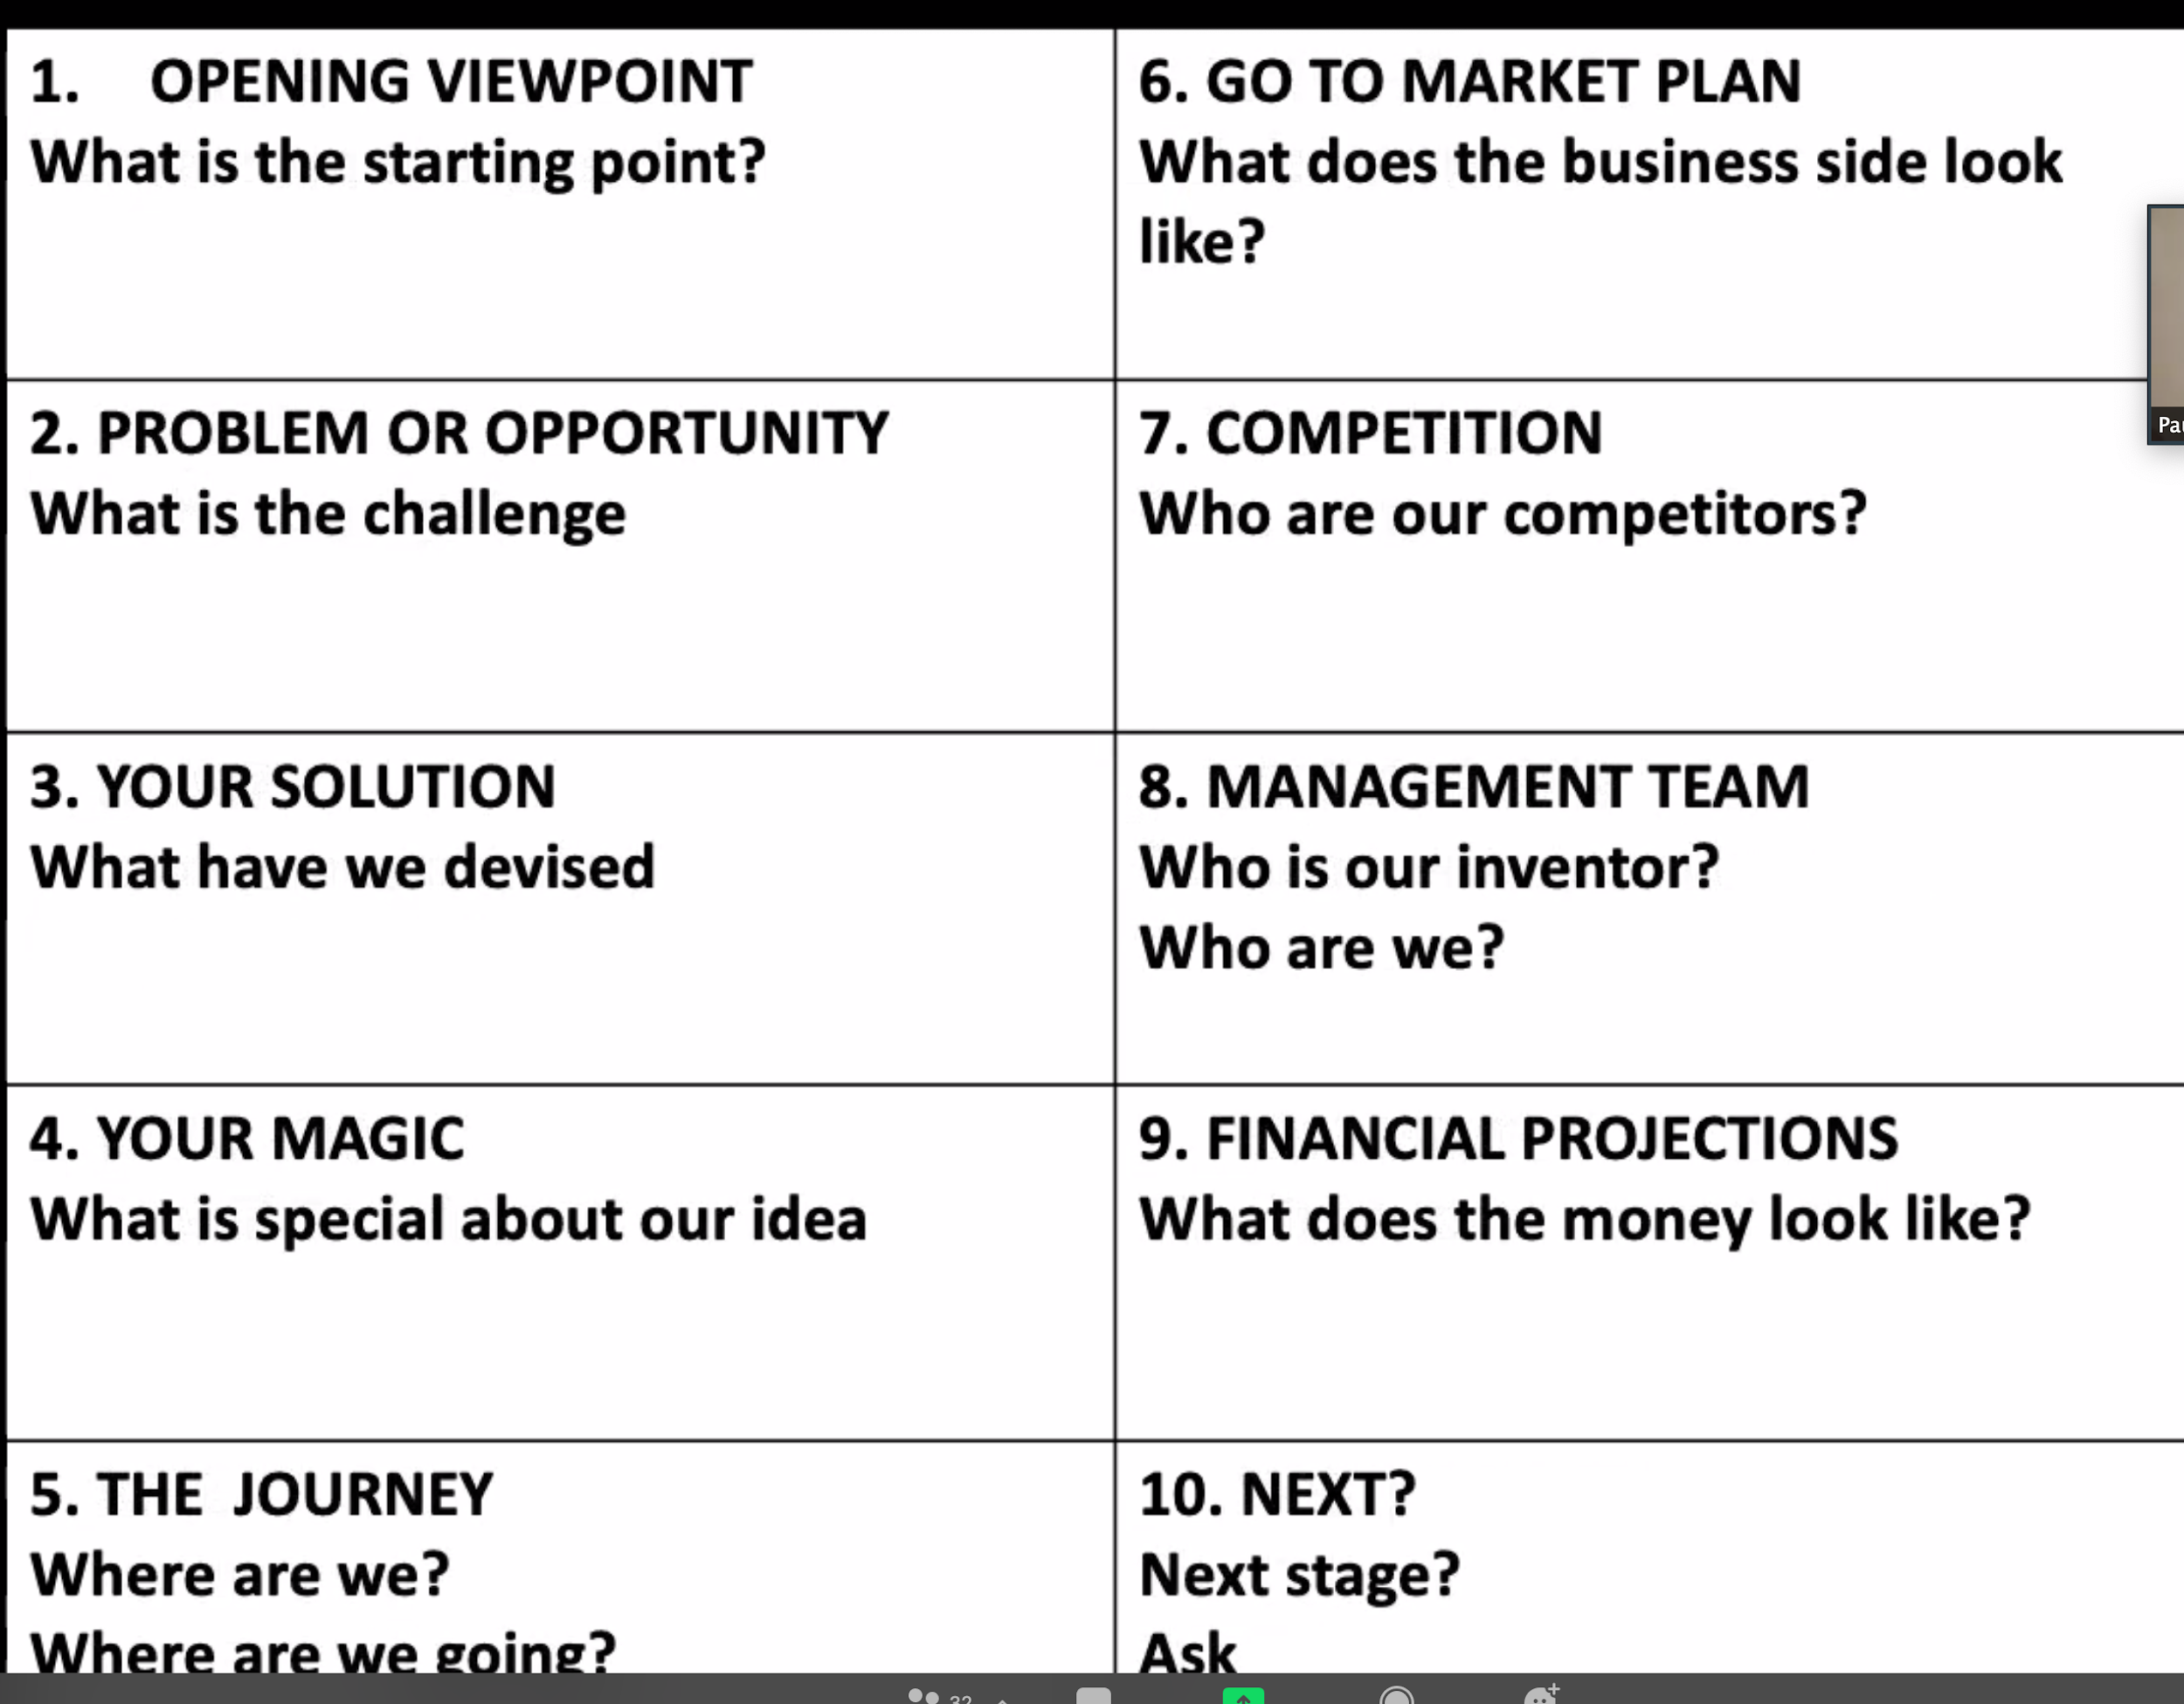 1. OPENING VIEWPOINT
What is the starting point?
2. PROBLEM OR OPPORTUNITY
What is the challenge
3. YOUR SOLUTION
What have we devised
4. YOUR MAGIC
What is special about our idea
5. THE JOURNEY
Where are we?
Where are we going?
6. GO TO MARKET PLAN
What does the business side look
like?
7. COMPETITION
Who are our competitors?
8. MANAGEMENT TEAM
Who is our inventor?
Who are we?
9. FINANCIAL PROJECTIONS
What does the money look like?
10. NEXT?
Next stage?
Ask
32